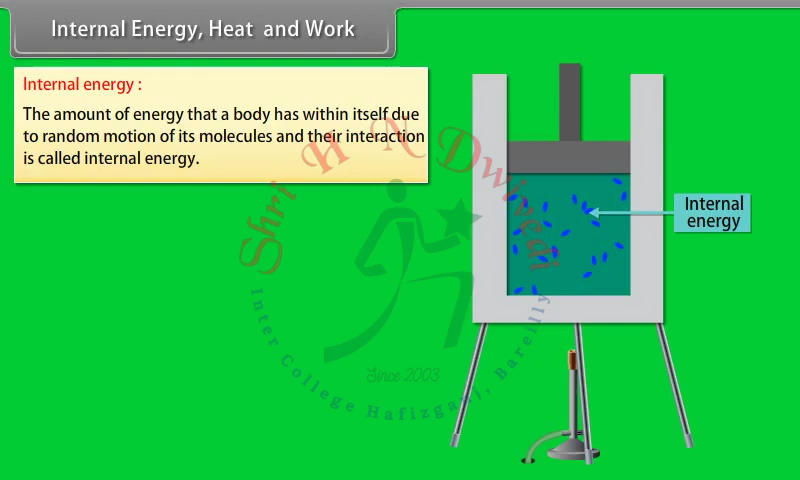 Internal Energy, Heat and Work
Internal energy :
The amount of energy that a body has within itself due
to random motion of its molecules and their interaction
is called internal energy.
Internal
energy
Shri H N Dwivedi
Since 2003
Inter College Hafizganj, Bareilly